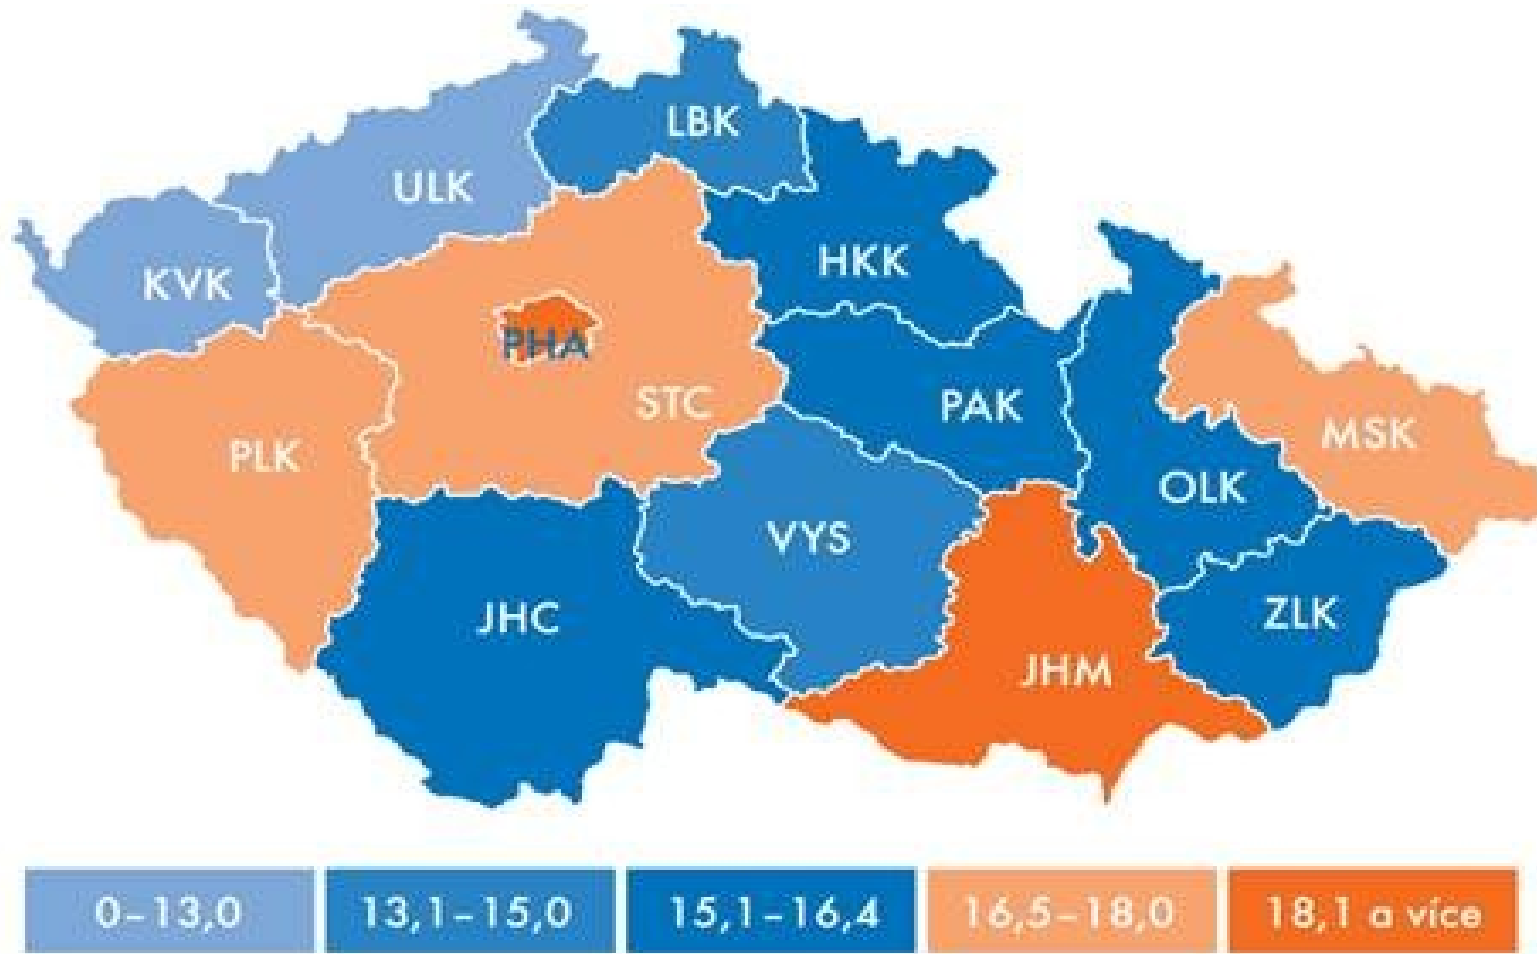 LBK
ULK
HKK
KVK
PHA
STC
PAK
MSK
PLK
OLK
VYS
JHC
ZLK
JHM
0–13,0
13,1–15,0
15,1–16,4
16,5–18,0
18,1 a více